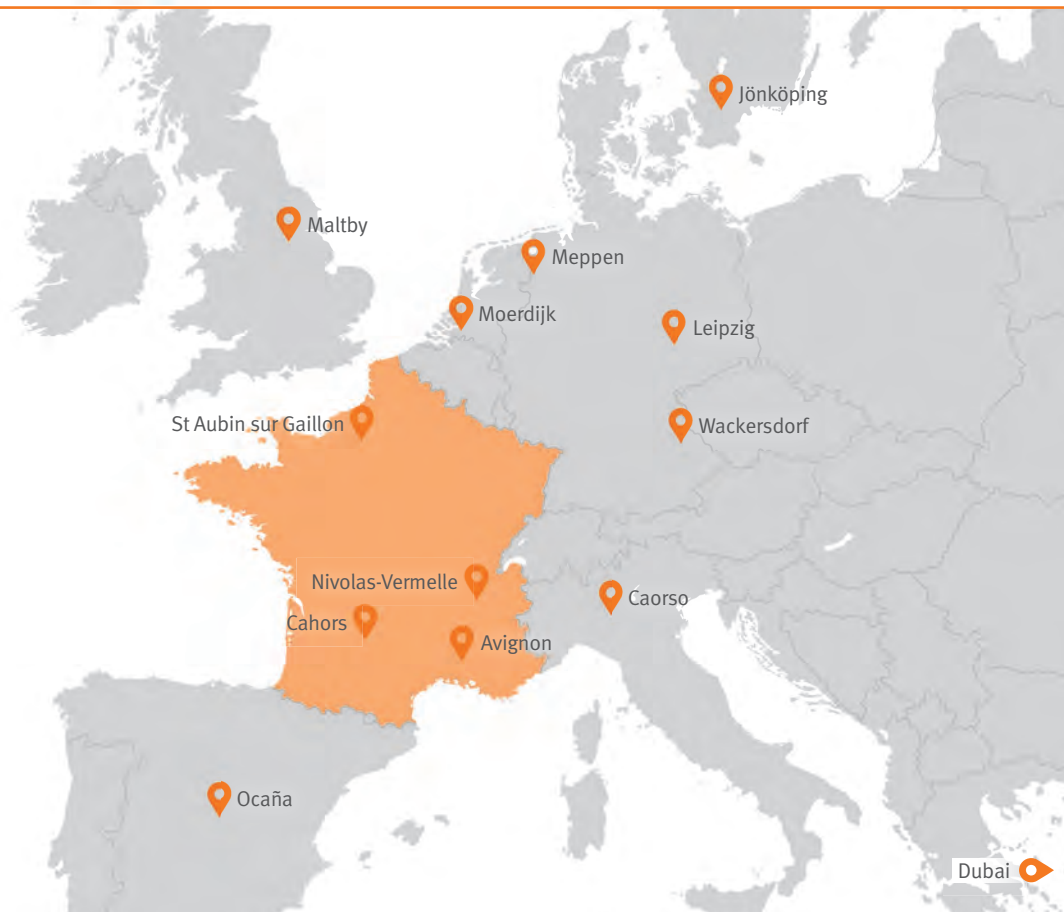 Jönköping
Maltby
Meppen
Moerdijk
Leipzig
St Aubin sur Gaillon
Wackersdorf
Nivolas-Vermelle
Caorso
Cahors
Avignon
Ocaña
Dubai